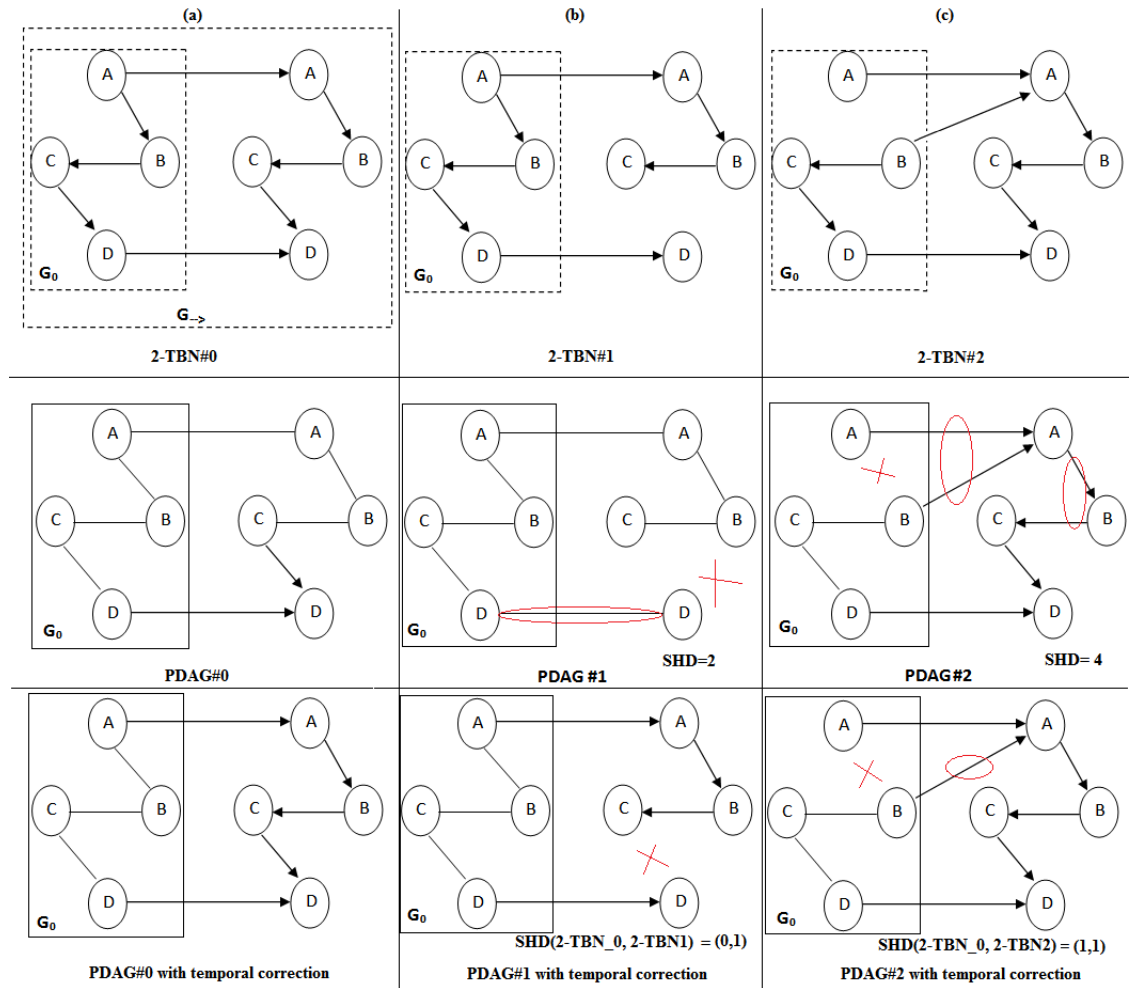 (a)
(b)
(c)
A
A
C
B
C
B
D
D
G₀
G-->
2-TBN#0
A
A
C
B
C
B
D
D
G₀
2-TBN#1
A
A
C
B
C
B
D
D
G₀
2-TBN#2
A
A
C
B
C
B
D
D
G₀
PDAG#0
A
A
C
B
C
B
D
D
G₀
SHD=2
PDAG #1
A
A
C
B
C
B
D
D
G₀
SHD= 4
PDAG#2
A
A
C
B
C
B
D
D
G₀
PDAG#0 with temporal correction
A
A
C
B
C
B
D
D
G₀
SHD(2-TBN_0, 2-TBN1) = (0,1)
PDAG#1 with temporal correction
A
A
C
B
C
B
D
D
G₀
SHD(2-TBN_0, 2-TBN2) = (1,1)
PDAG#2 with temporal correction